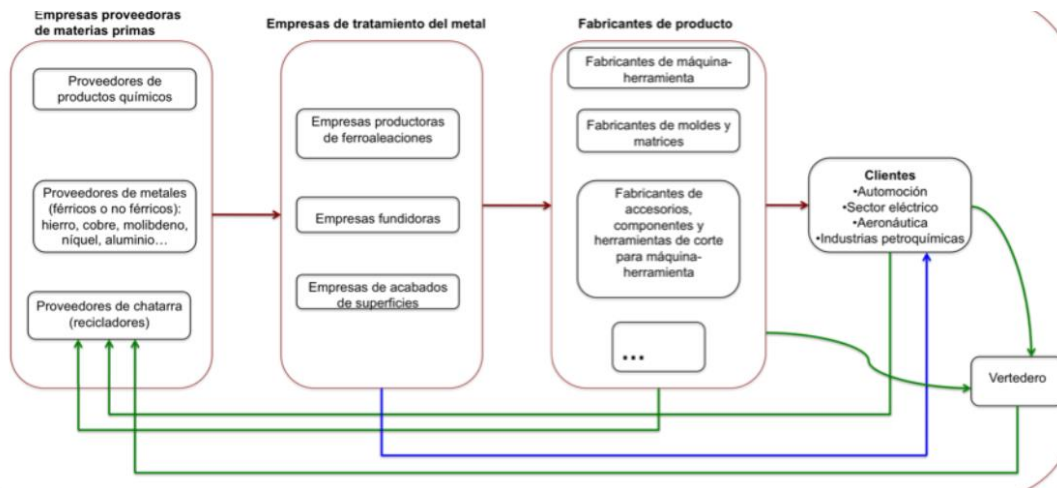 Empresas proveedoras
de materias primas
Proveedores de
productos químicos
Proveedores de metales
(férricos o no férricos):
hierro, cobre, molibdeno,
níquel, aluminio…
Proveedores de chatarra
(recicladores)
Empresas de tratamiento del metal
Empresas productoras
de ferroaleaciones
Empresas fundidoras
Empresas de acabados
de superficies
Fabricantes de producto
Fabricantes de máquina-
herramienta
Fabricantes de moldes y
matrices
Fabricantes de
accesorios,
componentes y
herramientas de corte
para máquina-
herramienta
...
Clientes
•Automoción
•Sector eléctrico
•Aeronáutica
•Industrias petroquímicas
Vertedero